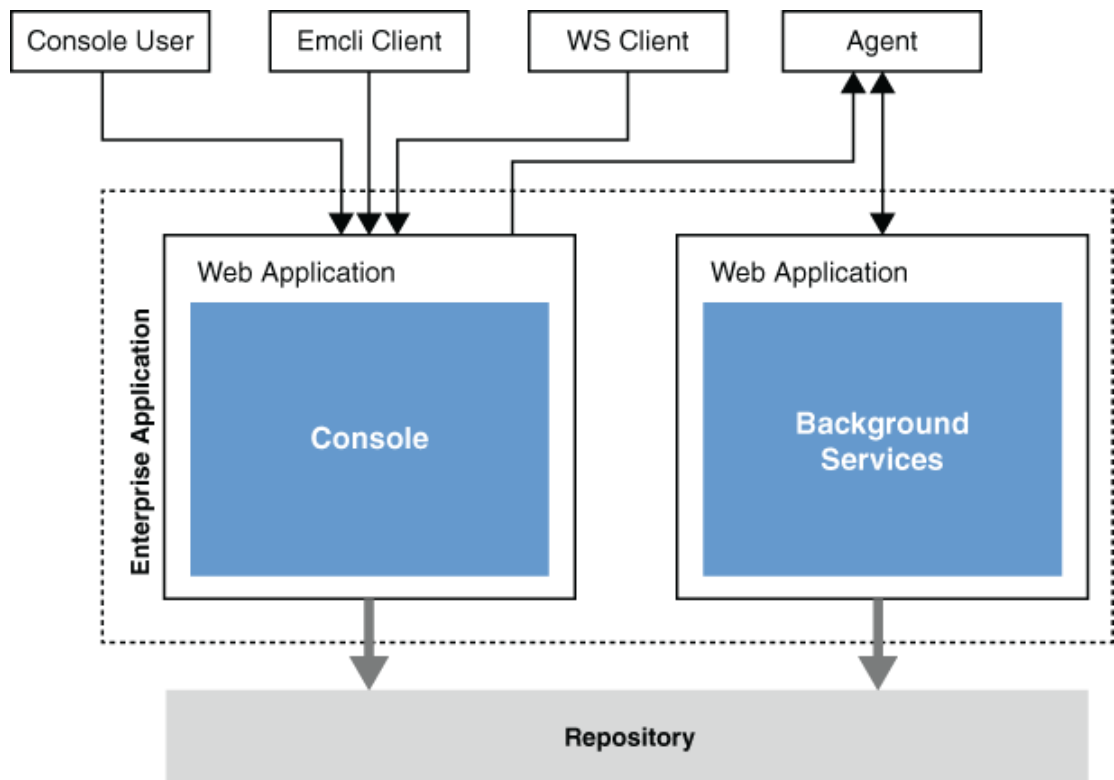 Console User
Emcli Client
WS Client
Agent
Enterprise Application
Web Application
Console
Web Application
Background
Services
Repository